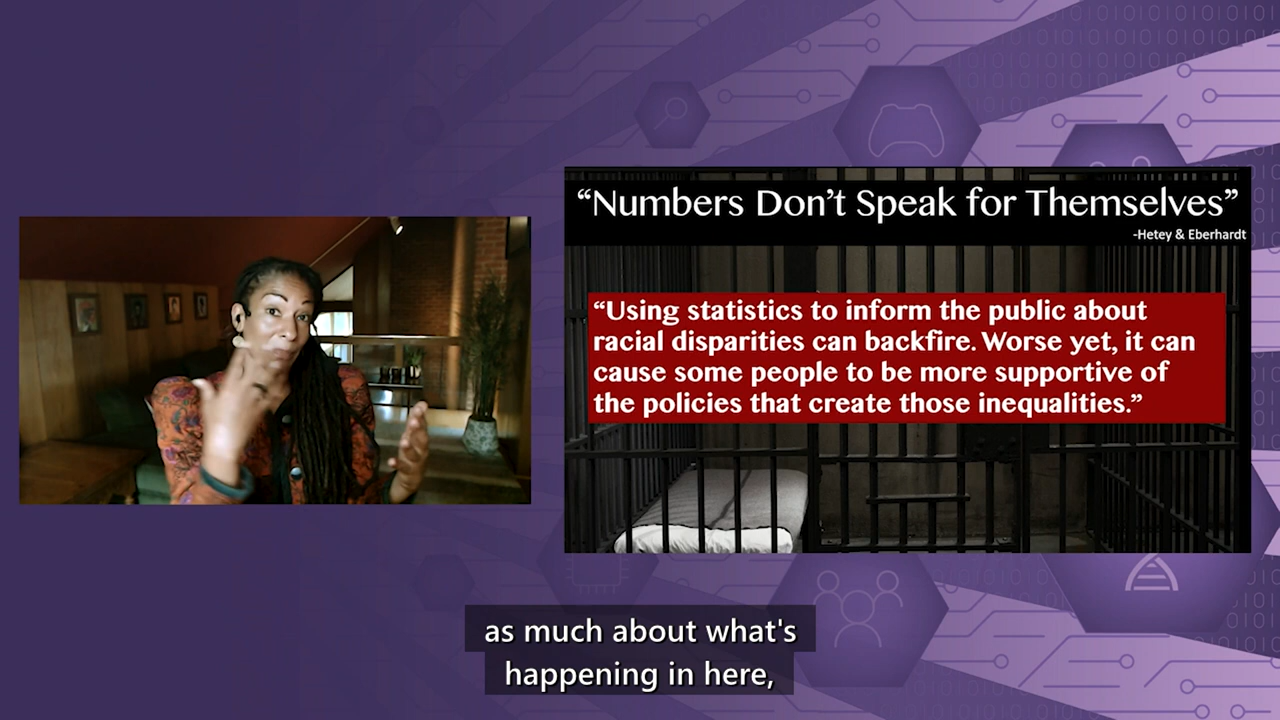 “Numbers Don’t Speak for Themselves”
-Hetey & Eberhardt
“Using statistics to inform the public about
racial disparities can backfire. Worse yet, it can
cause some people to be more supportive of
the policies that create those inequalities.”
as much about what's
happening in here,